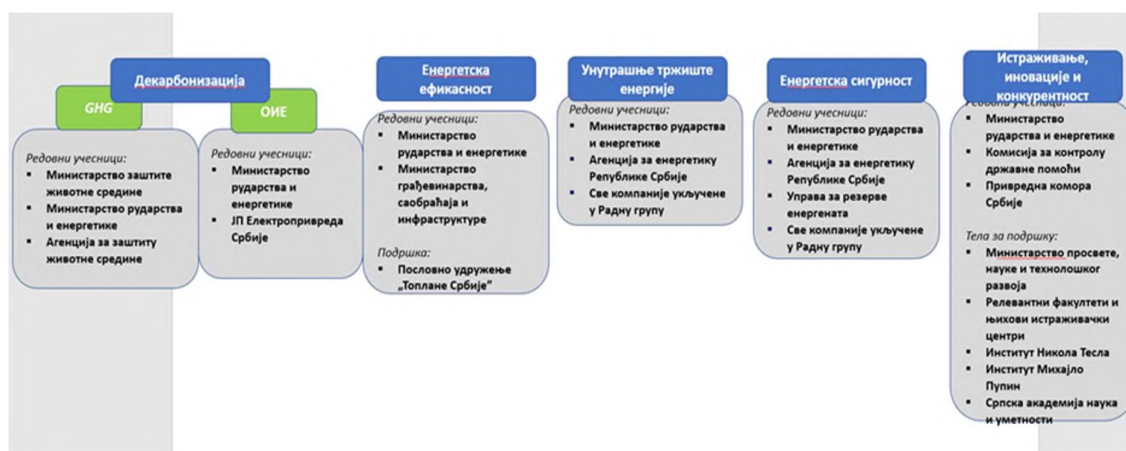 Декарбонизација
GHG
Редовни учесници:
▪ Министарство заштите
животне средине
▪ Министарство рударства
и енергетике
▪ Агенција за заштиту
животне средине
ОИЕ
Редовни учесници:
▪ Министарство
рударства и
енергетике
▪ ЈП Електропривреда
Србије
Енергетска
ефикасност
Редовни учесници:
▪ Министарство
рударства и енергетике
▪ Министарство
грађевинарства,
саобраћаја и
инфраструктуре
Подршка:
▪ Пословно удружење
„Топлане Србије”
Унутрашње тржиште
енергије
Редовни учесници:
▪ Министарство рударства
и енергетике
▪ Агенција за енергетику
Републике Србије
▪ Све компаније укључене
у Радну групу
Енергетска сигурност
Редовни учесници:
▪ Министарство рударства
и енергетике
▪ Агенција за енергетику
Републике Србије
▪ Управа за резерве
енергената
▪ Све компаније укључене
у Радну групу
Истраживање,
иновације и
конкурентност
Редовни учесници:
▪ Министарство
рударства и енергетике
▪ Комисија за контролу
државне помоћи
▪ Привредна комора
Србије
Тела за подршку:
▪ Министарство просвете,
науке и технолошког
развоја
▪ Релевантни факултети и
њихови истраживачки
центри
▪ Институт Никола Тесла
▪ Институт Михајло
Пупин
▪ Српска академија наука
и уметности